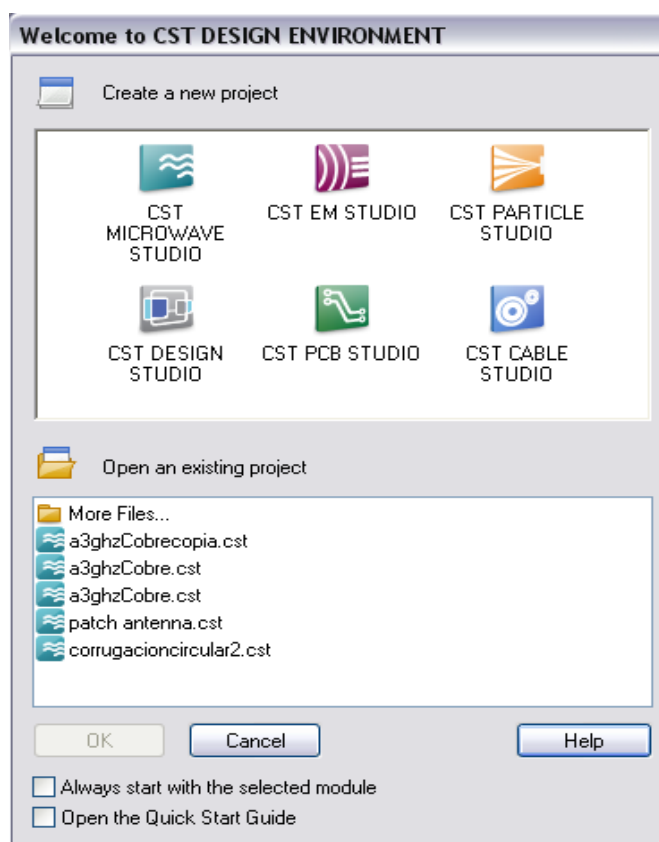 Welcome to CST DESIGN ENVIRONMENT
Create a new project
CST
MICROWAVE
STUDIO
CST EM STUDIO
CST PARTICLE
STUDIO
CST DESIGN
STUDIO
CST PCB STUDIO
CST CABLE
STUDIO
Open an existing project
More Files...
a3ghzCobrecopia.cst
a3ghzCobre.cst
a3ghzCobre.cst
patch antenna.cst
corrugacioncircular2.cst
OK
Cancel
Help
Always start with the selected module
Open the Quick Start Guide